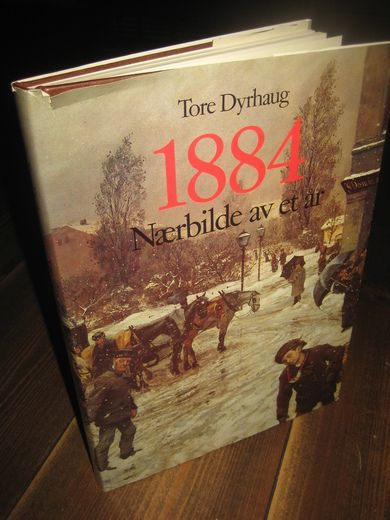 Tore Dyrhaug
1884
Nærbilde av et år